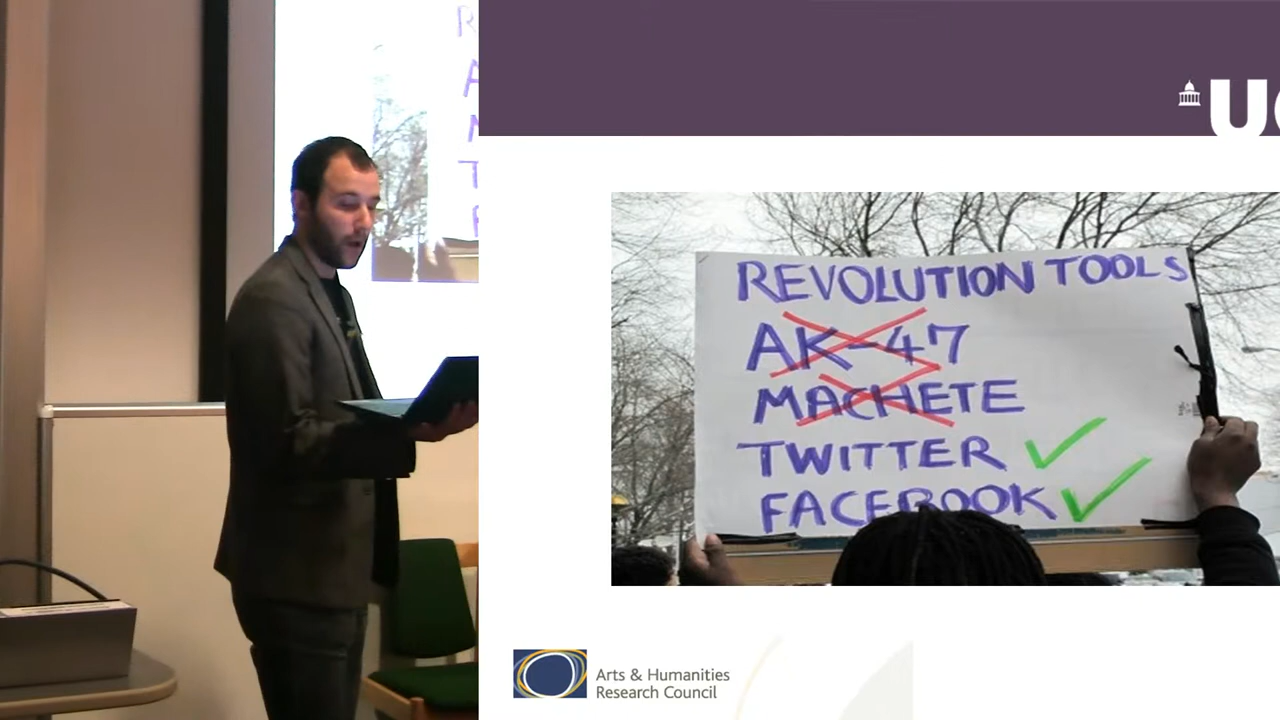 R
A
M
T
F
REVOLUTION TOOLS
AK-47
MACHETE
TWITTER
FACEBOOK
Arts & Humanities
Research Council